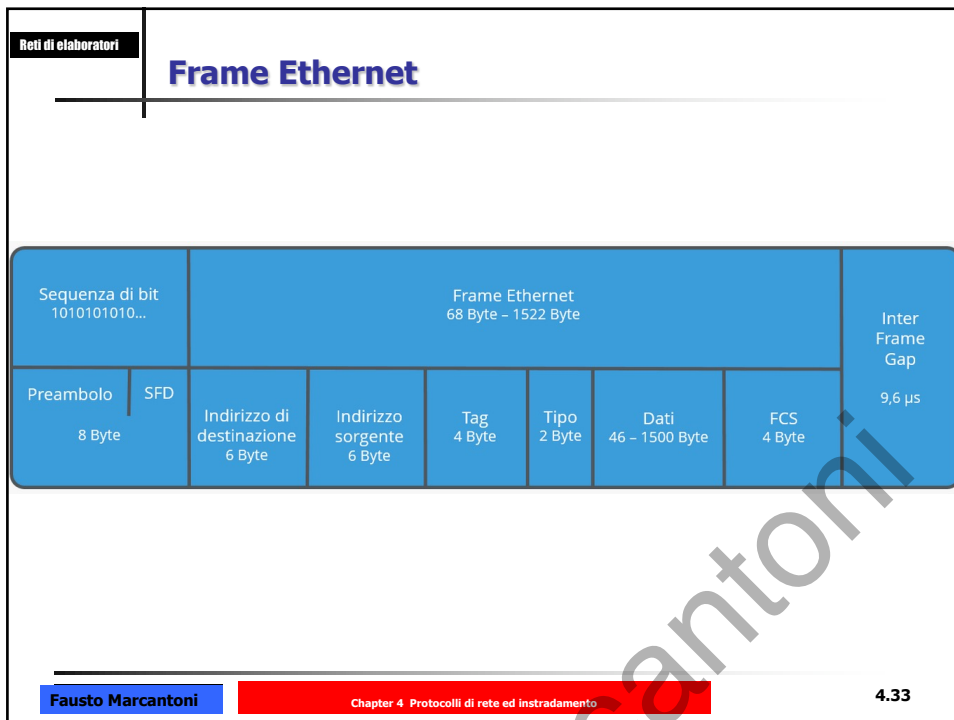 Reti di elaboratori
Frame Ethernet
Sequenza di bit
1010101010...
Frame Ethernet
68 Byte – 1522 Byte
Inter
Frame
Gap
9,6 µs
Preambolo
SFD
8 Byte
Indirizzo di
destinazione
6 Byte
Indirizzo
sorgente
6 Byte
Tag
4 Byte
Tipo
2 Byte
Dati
46 – 1500 Byte
FCS
4 Byte
antoni
Fausto Marcantoni
Chapter 4 Protocolli di rete ed instradamento
4.33